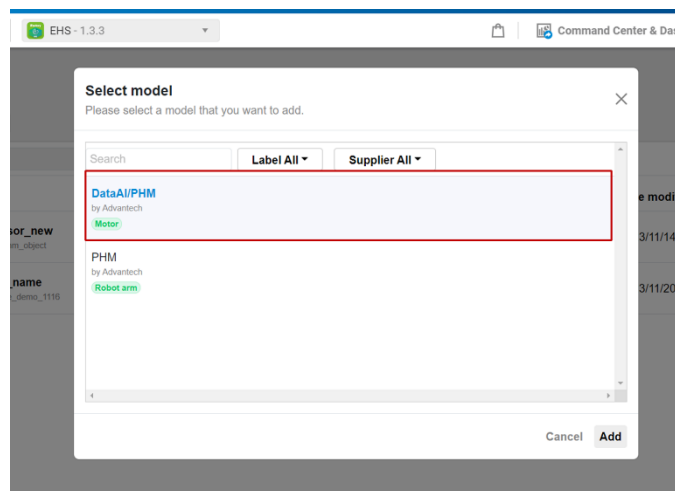 EHS - 1.3.3
Command Center & Das
Select model
Please select a model that you want to add.
Search
Label All
Supplier All
DataAI/PHM
by Advantech
Motor
PHM
by Advantech
Robot arm
e modi
sor_new
m_object
3/11/14
_name
_demo_1116
3/11/20
Cancel
Add